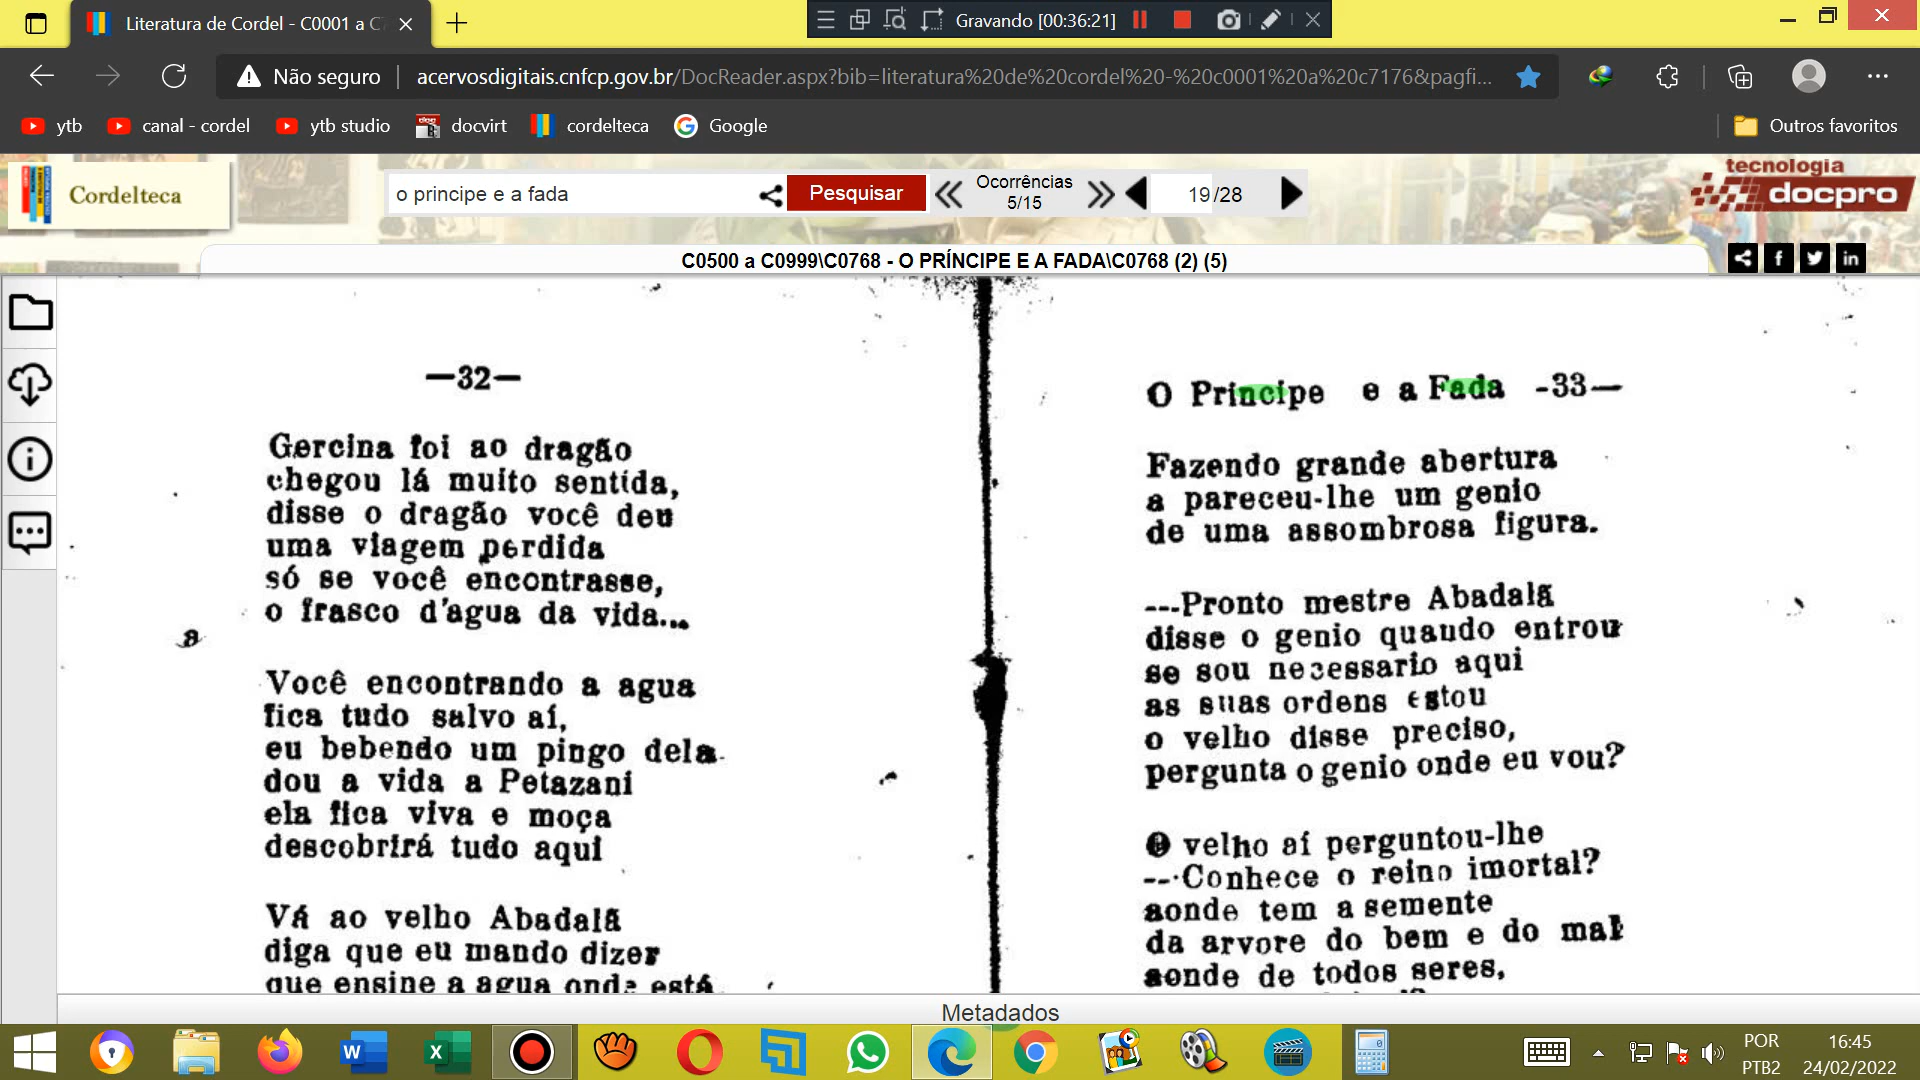 Literatura de Cordel - C0001 a C
Gravando [00:36:21]
Não seguro
acervosdigitais.cnfcp.gov.br/DocReader.aspx?bib=literatura%20de%20cordel%20-%20c0001%20a%20c7176&pagfi...
ytb
canal - cordel
ytb studio
docvirt
cordelteca
Google
Outros favoritos
Cordelteca
o principe e a fada
Pesquisar
Ocorrências
5/15
19 /28
tecnologia
docpro
C0500 a C0999\C0768 - O PRÍNCIPE E A FADA\C0768 (2) (5)
—32—
Gercina foi ao dragão
chegou lá muito sentida,
disse o dragão você deu
uma viagem perdida
só se você encontrasse,
o frasco d'agua da vida...
Você encontrando a agua
fica tudo salvo aí,
eu bebendo um pingo dela
dou a vida a Petazani
ela fica viva e moça
descobrirá tudo aqui
Vá ao velho Abadalã
diga que eu mando dizer
que ensine a agua onde está
O Principe e a Fada -33—
Fazendo grande abertura
a pareceu-lhe um genio
de uma assombrosa figura.
---Pronto mestre Abadalã
disse o genio quando entrou
se sou necessario aqui
as suas ordens estou
o velho disse preciso,
pergunta o genio onde eu vou?
O velho aí perguntou-lhe
---Conhece o reino imortal?
aonde tem a semente
da arvore do bem e do mal
aonde de todos seres,
Metadados
POR
PTB2
16:45
24/02/2022